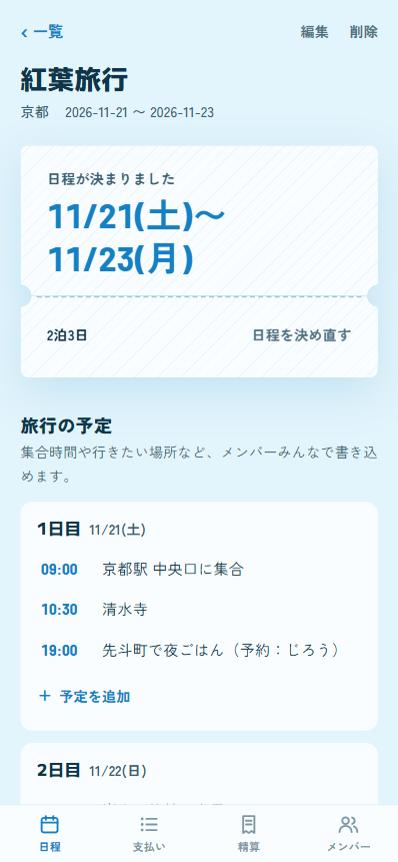 ‹ 一覧
編集 削除
紅葉旅行
京都 2026-11-21 〜 2026-11-23
日程が決まりました
11/21(土)〜
11/23(月)
2泊3日 日程を決め直す
旅行の予定
集合時間や行きたい場所など、メンバーみんなで書き込
めます。
1日目 11/21(土)
09:00 京都駅 中央口に集合
10:30 清水寺
19:00 先斗町で夜ごはん（予約：じろう）
＋ 予定を追加
2日目 11/22(日)
日程 支払い 精算 メンバー